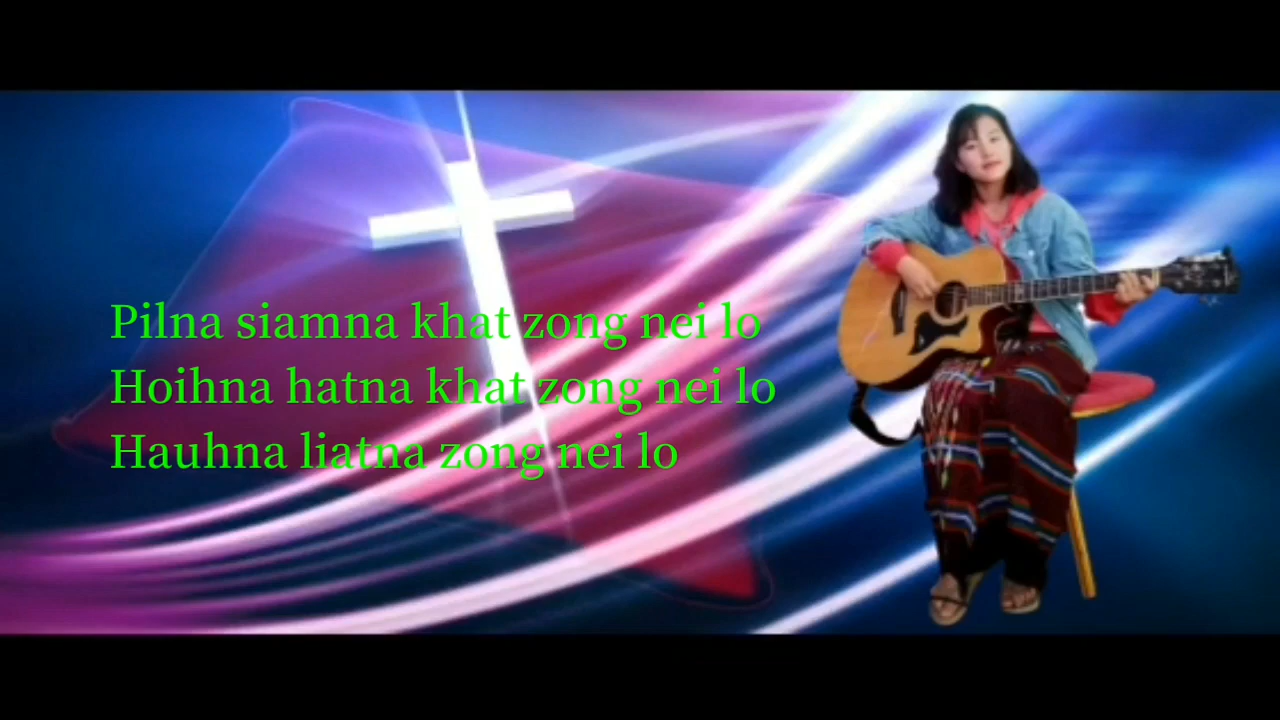 Pilna siamna khat zong nei lo
Hoihna hatna khat zong nei lo
Hauhna liatna zong nei lo